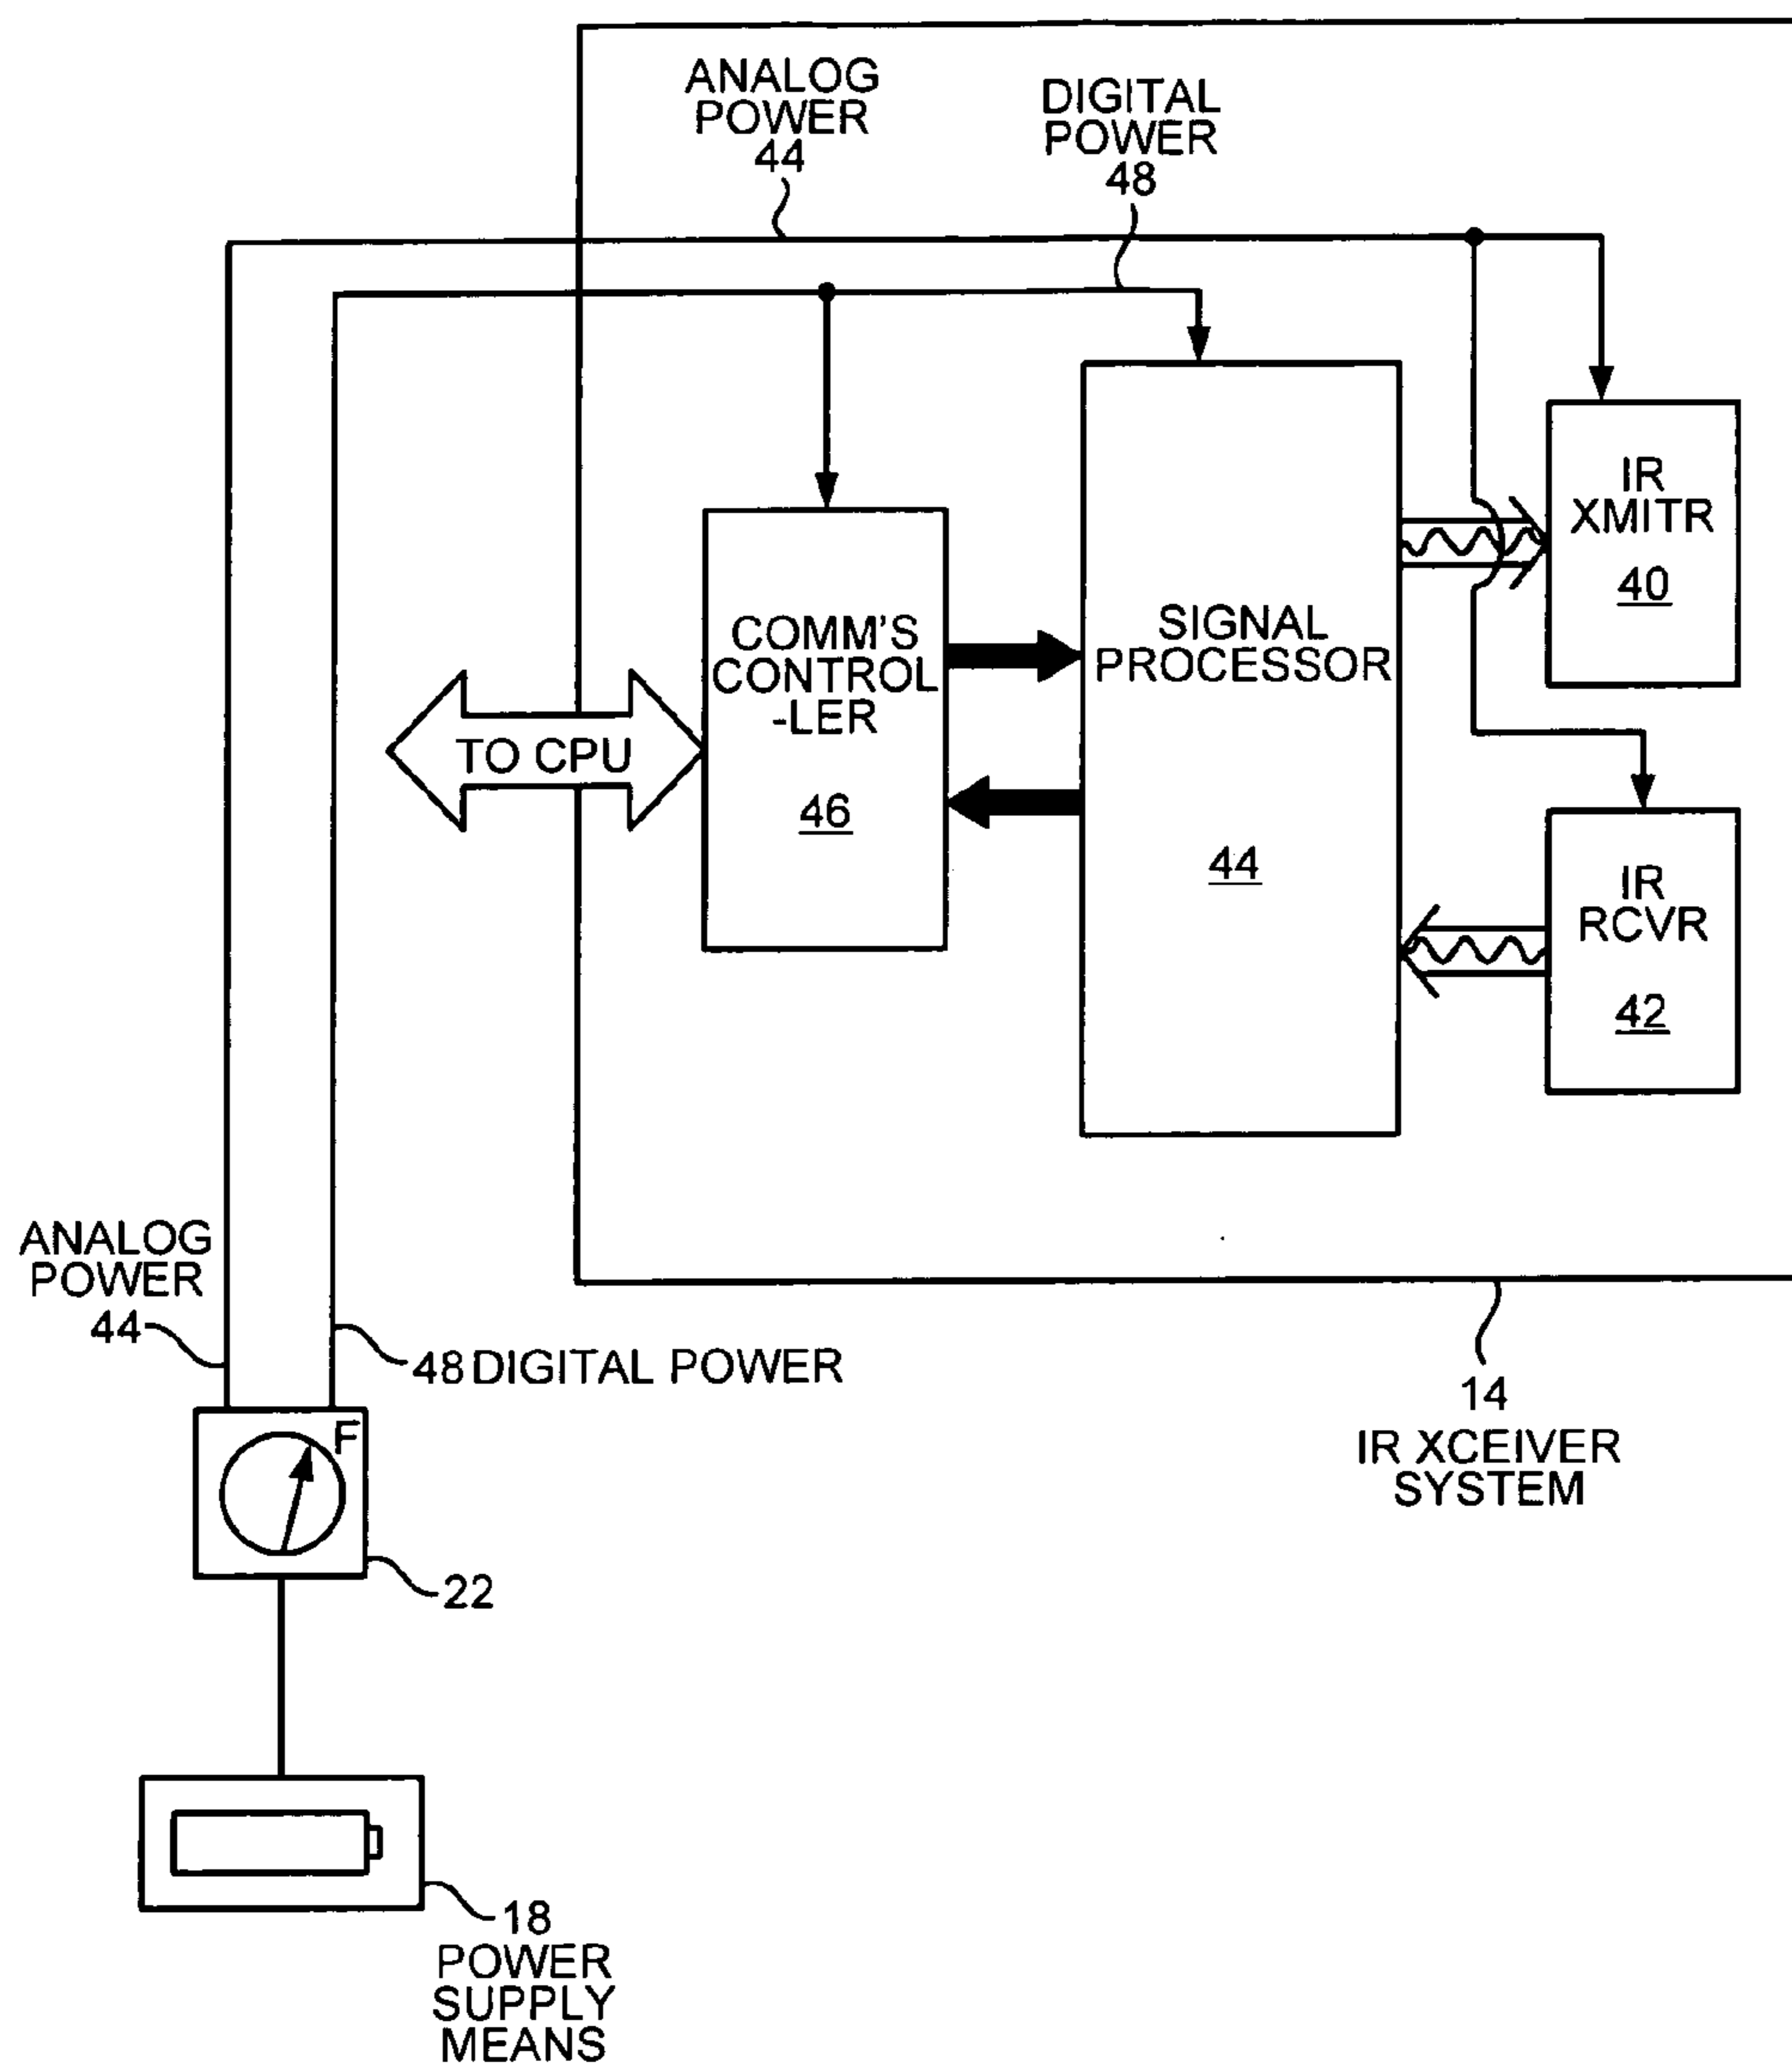 ANALOG
POWER
44
DIGITAL
POWER
48
IR
XMITR
40
COMM'S
CONTROL
-LER
46
SIGNAL
PROCESSOR
44
TO CPU
IR
RCVR
42
ANALOG
POWER
44
48 DIGITAL POWER
14
IR XCEIVER
SYSTEM
F
22
18
POWER
SUPPLY
MEANS